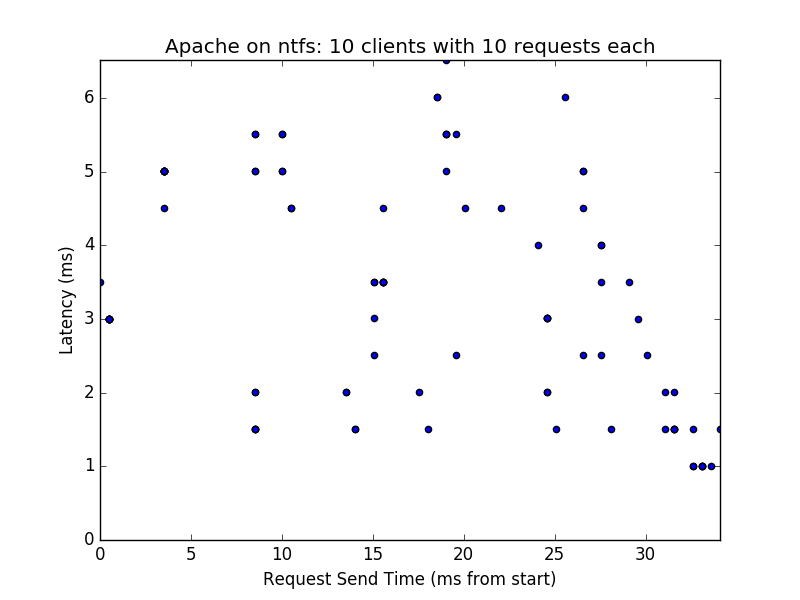 Apache on ntfs: 10 clients with 10 requests each
6
5
4
3
2
1
0
Latency (ms)
0 5 10 15 20 25 30
Request Send Time (ms from start)